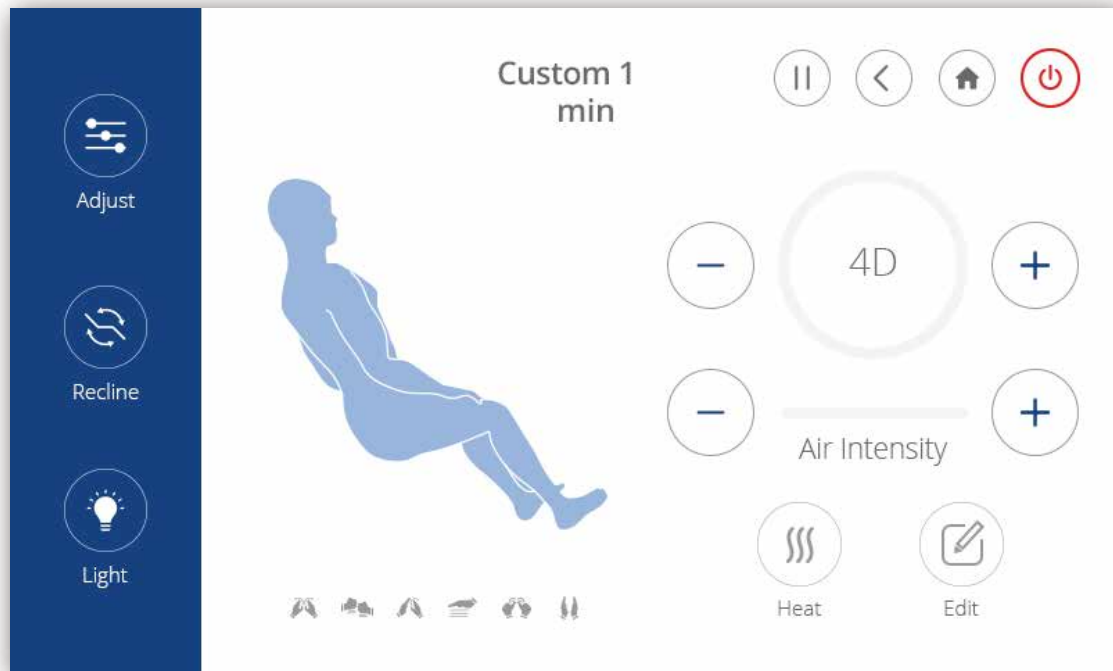 Custom 1
min
Adjust
4D
Recline
Air Intensity
Light
Heat
Edit